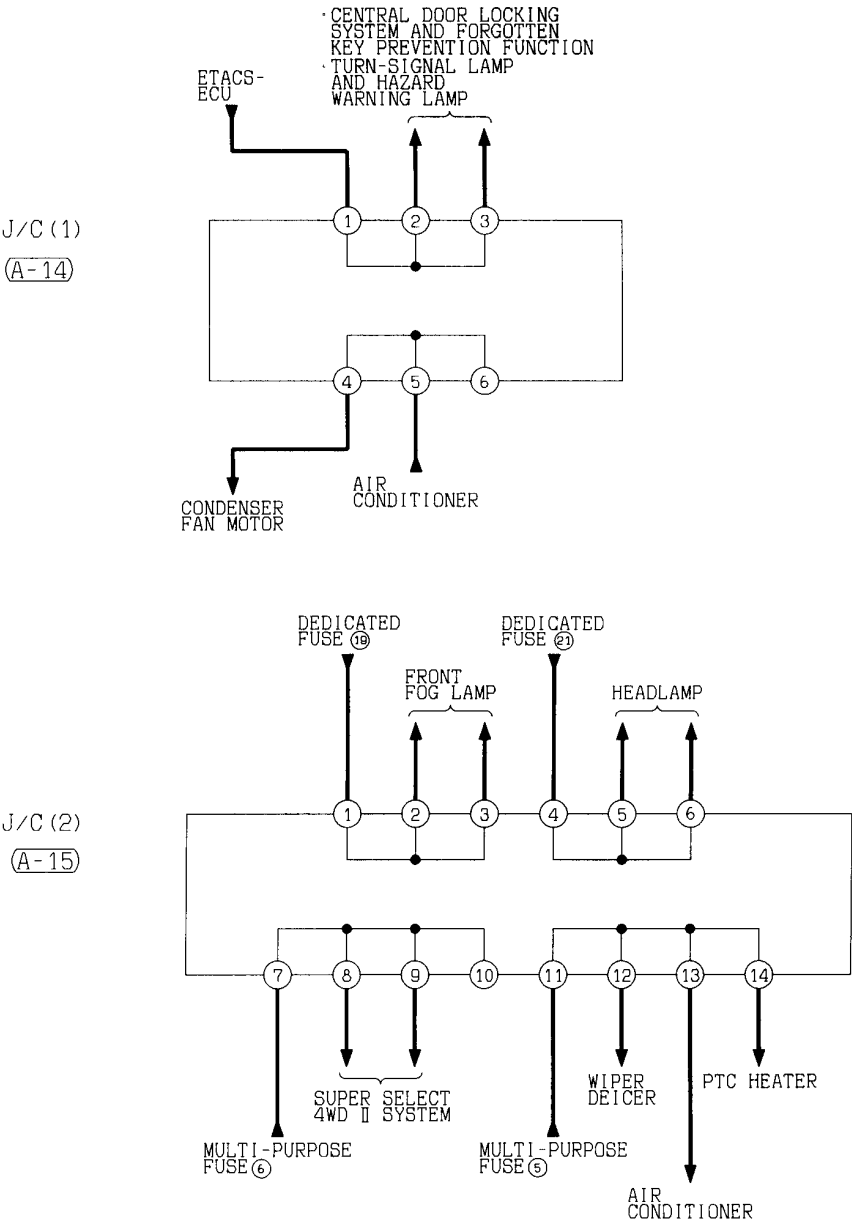 · CENTRAL DOOR LOCKING
SYSTEM AND FORGOTTEN
KEY PREVENTION FUNCTION
· TURN-SIGNAL LAMP
AND HAZARD
WARNING LAMP
ETACS-
ECU
J/C (1)
A-14
1 2 3
4 5 6
CONDENSER
FAN MOTOR
AIR
CONDITIONER
DEDICATED
FUSE ⑲
DEDICATED
FUSE ㉑
FRONT
FOG LAMP
HEADLAMP
J/C (2)
A-15
1 2 3 4 5 6
7 8 9 10 11 12 13 14
SUPER SELECT
4WD Ⅱ SYSTEM
WIPER
DEICER
PTC HEATER
MULTI-PURPOSE
FUSE ⑥
MULTI-PURPOSE
FUSE ⑤
AIR
CONDITIONER